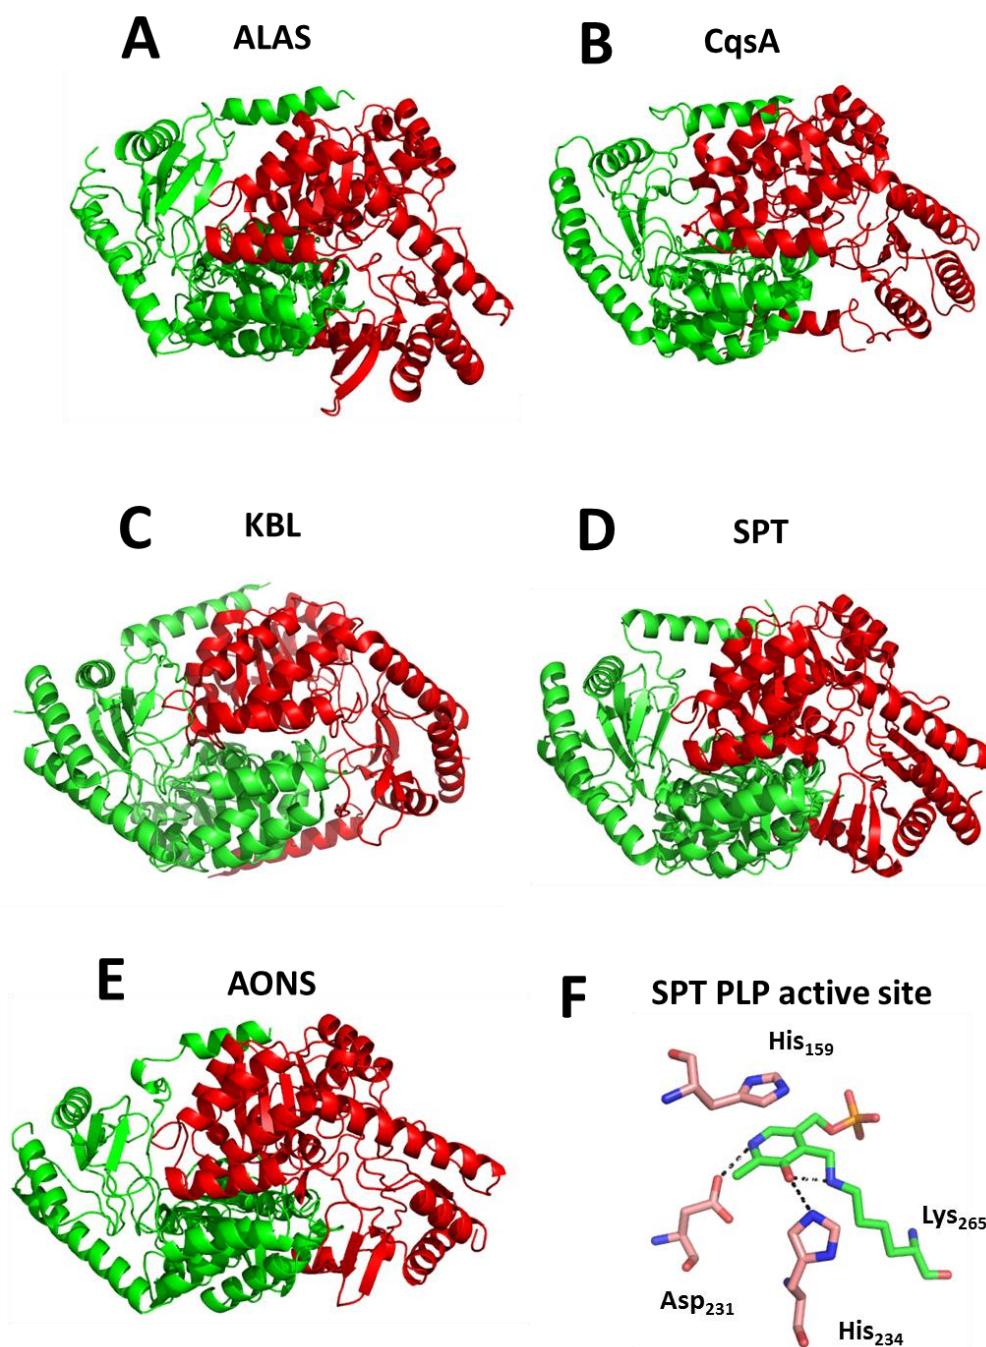 A ALAS
B CqsA
C KBL
D SPT
E AONS
F SPT PLP active site
His159
Lys265
Asp231
His234